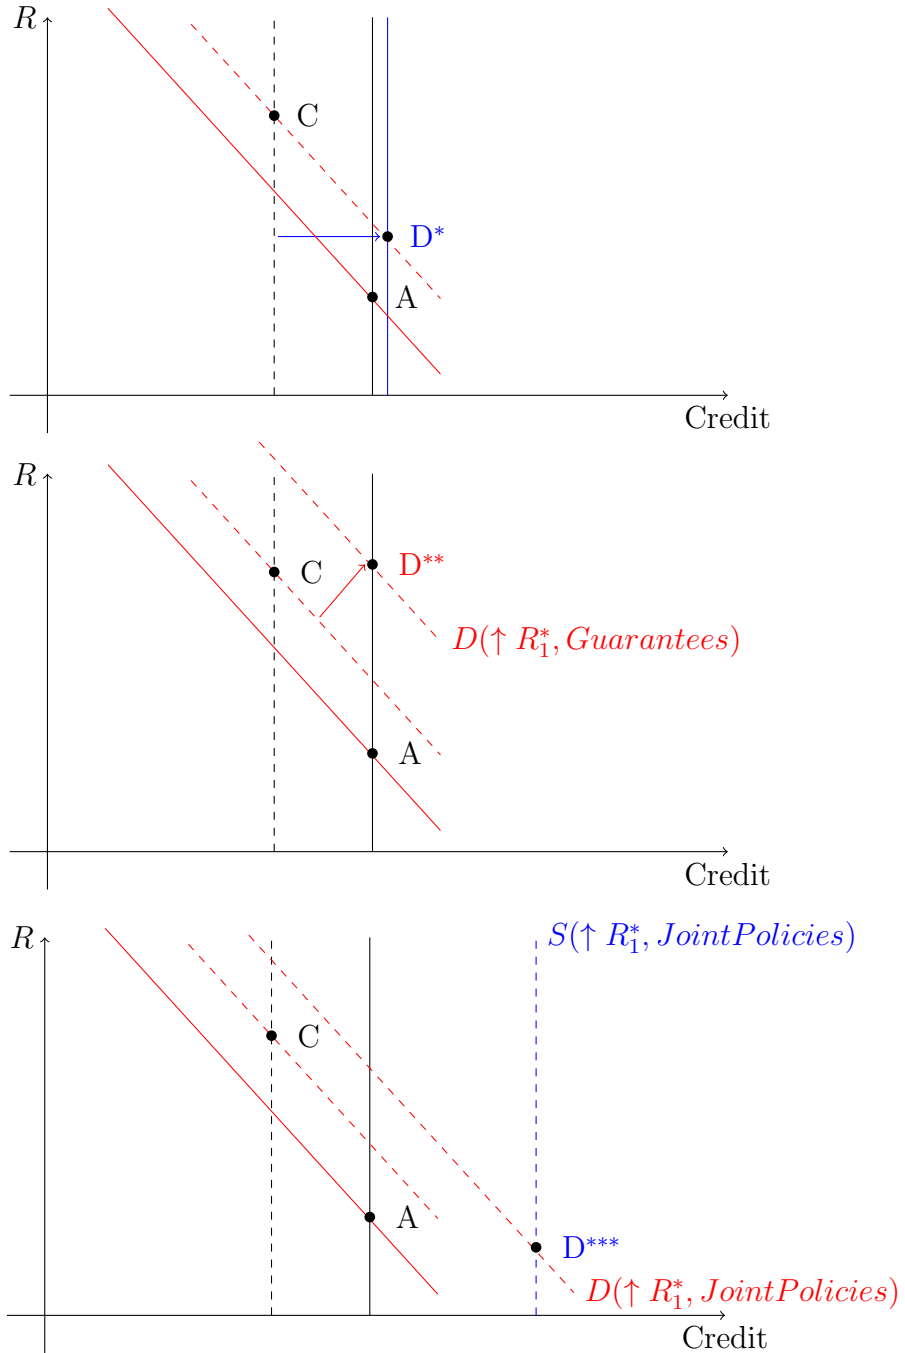 R
C
D*
A
Credit
R
C
D**
D(↑ R₁*, Guarantees)
A
Credit
R
S(↑ R₁*, JointPolicies)
C
A
D***
D(↑ R₁*, JointPolicies)
Credit